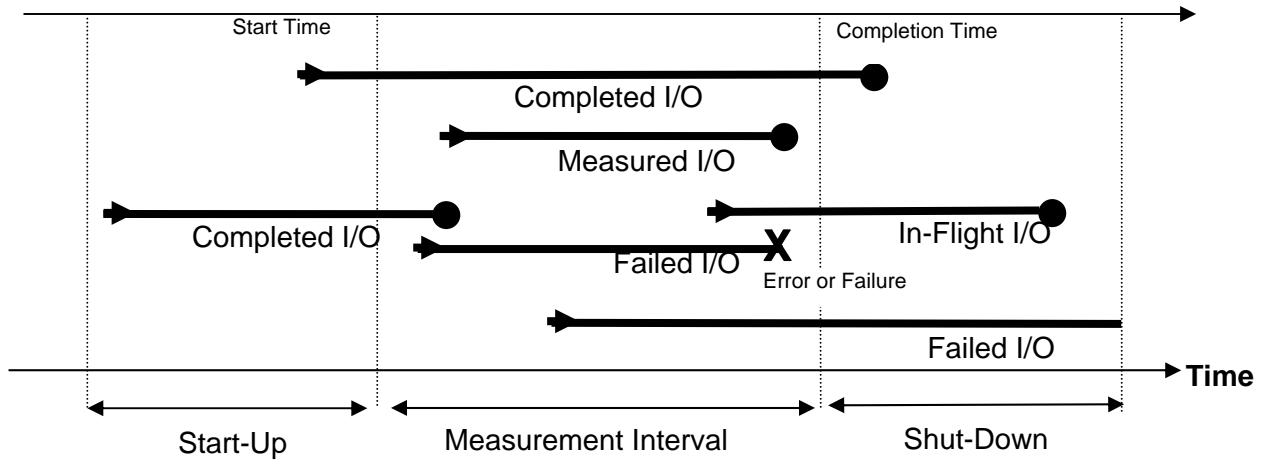 Start Time
Completion Time
Completed I/O
Measured I/O
Completed I/O
In-Flight I/O
Failed I/O
Error or Failure
Failed I/O
Time
Start-Up
Measurement Interval
Shut-Down